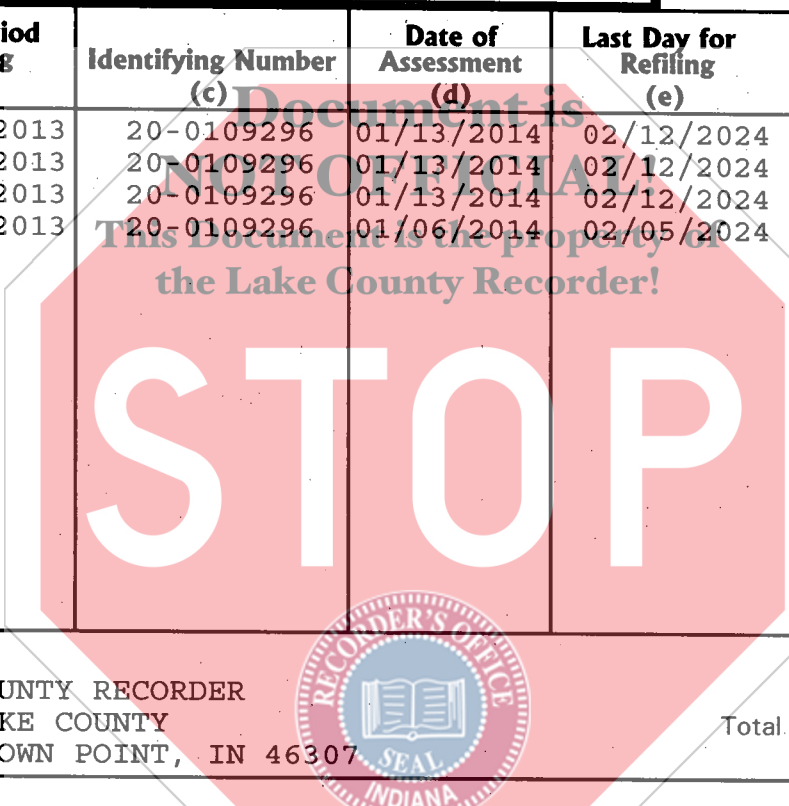 iod Identifying Number Date of Last Day for
g (c) Assessment Refiling
(d) (e)
Document is
2013 20-0109296 01/13/2014 02/12/2024
2013 20-0109296 01/13/2014 02/12/2024
NOT OFFICIAL!
2013 20-0109296 01/13/2014 02/12/2024
2013 20-0109296 01/06/2014 02/05/2024
This Document is the property of
the Lake County Recorder!
STOP
UNTY RECORDER
KE COUNTY
OWN POINT, IN 46307
Total
RECORDER'S OFFICE
SEAL
INDIANA